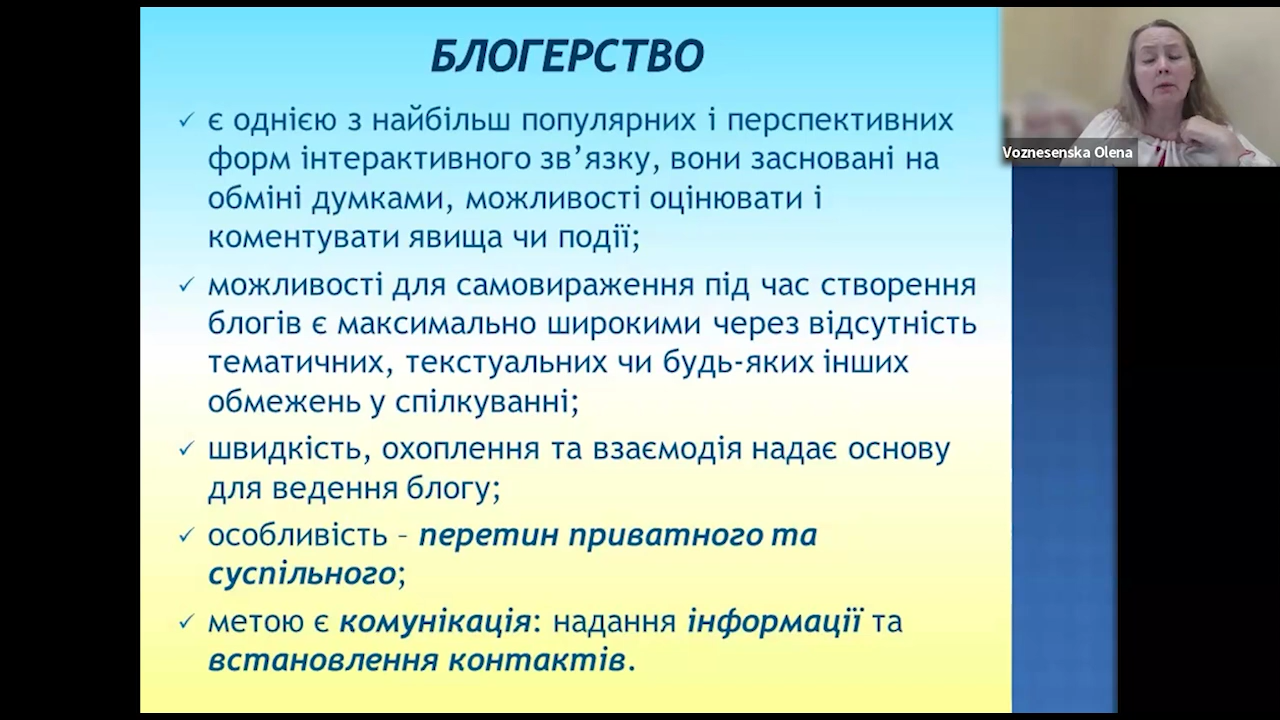 БЛОГЕРСТВО
✓ є однією з найбільш популярних і перспективних
форм інтерактивного зв’язку, вони засновані на
обміні думками, можливості оцінювати і
коментувати явища чи події;
✓ можливості для самовираження під час створення
блогів є максимально широкими через відсутність
тематичних, текстуальних чи будь-яких інших
обмежень у спілкуванні;
✓ швидкість, охоплення та взаємодія надає основу
для ведення блогу;
✓ особливість – перетин приватного та
суспільного;
✓ метою є комунікація: надання інформації та
встановлення контактів.
Voznesenska Olena